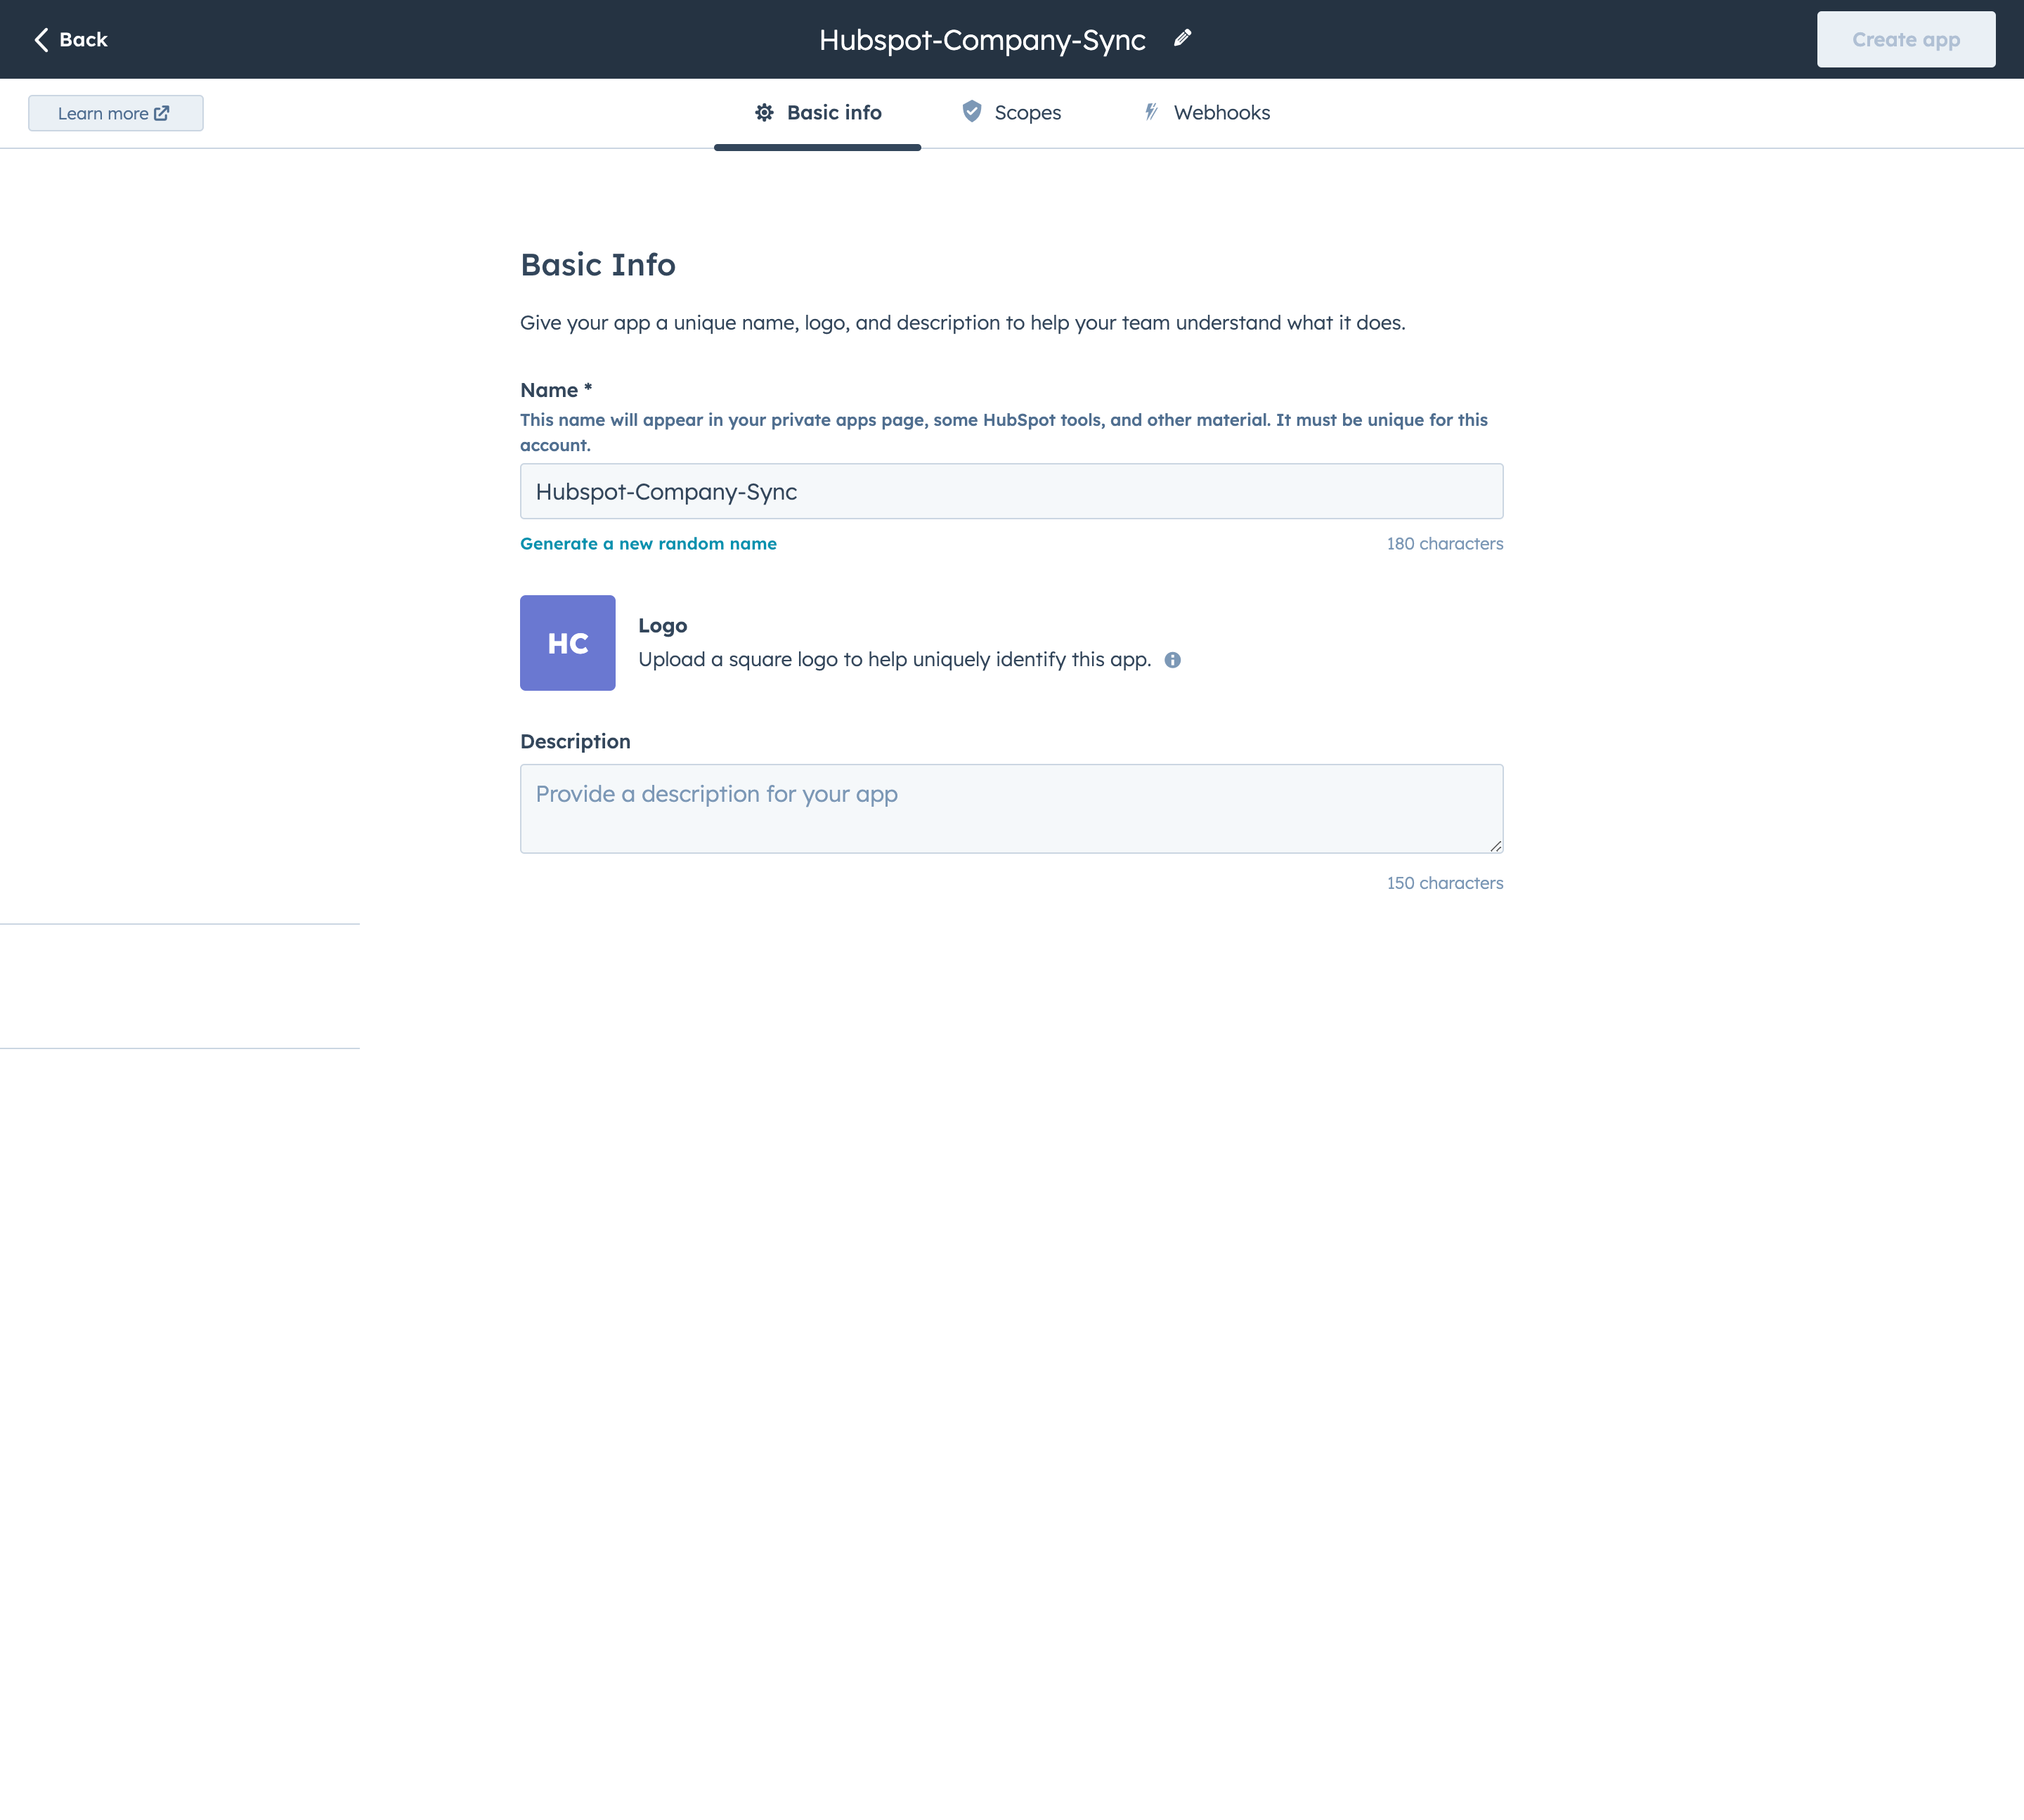 Back
Hubspot-Company-Sync
Create app
Learn more
Basic info
Scopes
Webhooks
Basic Info
Give your app a unique name, logo, and description to help your team understand what it does.
Name *
This name will appear in your private apps page, some HubSpot tools, and other material. It must be unique for this
account.
Hubspot-Company-Sync
Generate a new random name
180 characters
HC
Logo
Upload a square logo to help uniquely identify this app.
Description
Provide a description for your app
150 characters